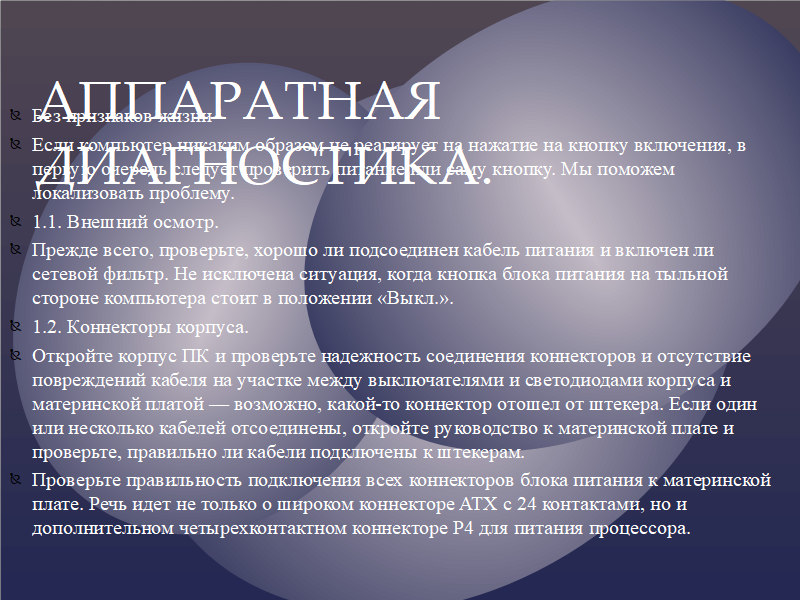 АППАРАТНАЯ
ДИАГНОСТИКА.
Без признаков жизни
Если компьютер никаким образом не реагирует на нажатие на кнопку включения, в
первую очередь следует проверить питание или саму кнопку. Мы поможем
локализовать проблему.
1.1. Внешний осмотр.
Прежде всего, проверьте, хорошо ли подсоединен кабель питания и включен ли
сетевой фильтр. Не исключена ситуация, когда кнопка блока питания на тыльной
стороне компьютера стоит в положении «Выкл.».
1.2. Коннекторы корпуса.
Откройте корпус ПК и проверьте надежность соединения коннекторов и отсутствие
повреждений кабеля на участке между выключателями и светодиодами корпуса и
материнской платой — возможно, какой-то коннектор отошел от штекера. Если один
или несколько кабелей отсоединены, откройте руководство к материнской плате и
проверьте, правильно ли кабели подключены к штекерам.
Проверьте правильность подключения всех коннекторов блока питания к материнской
плате. Речь идет не только о широком коннекторе ATX с 24 контактами, но и
дополнительном четырехконтактном коннекторе P4 для питания процессора.